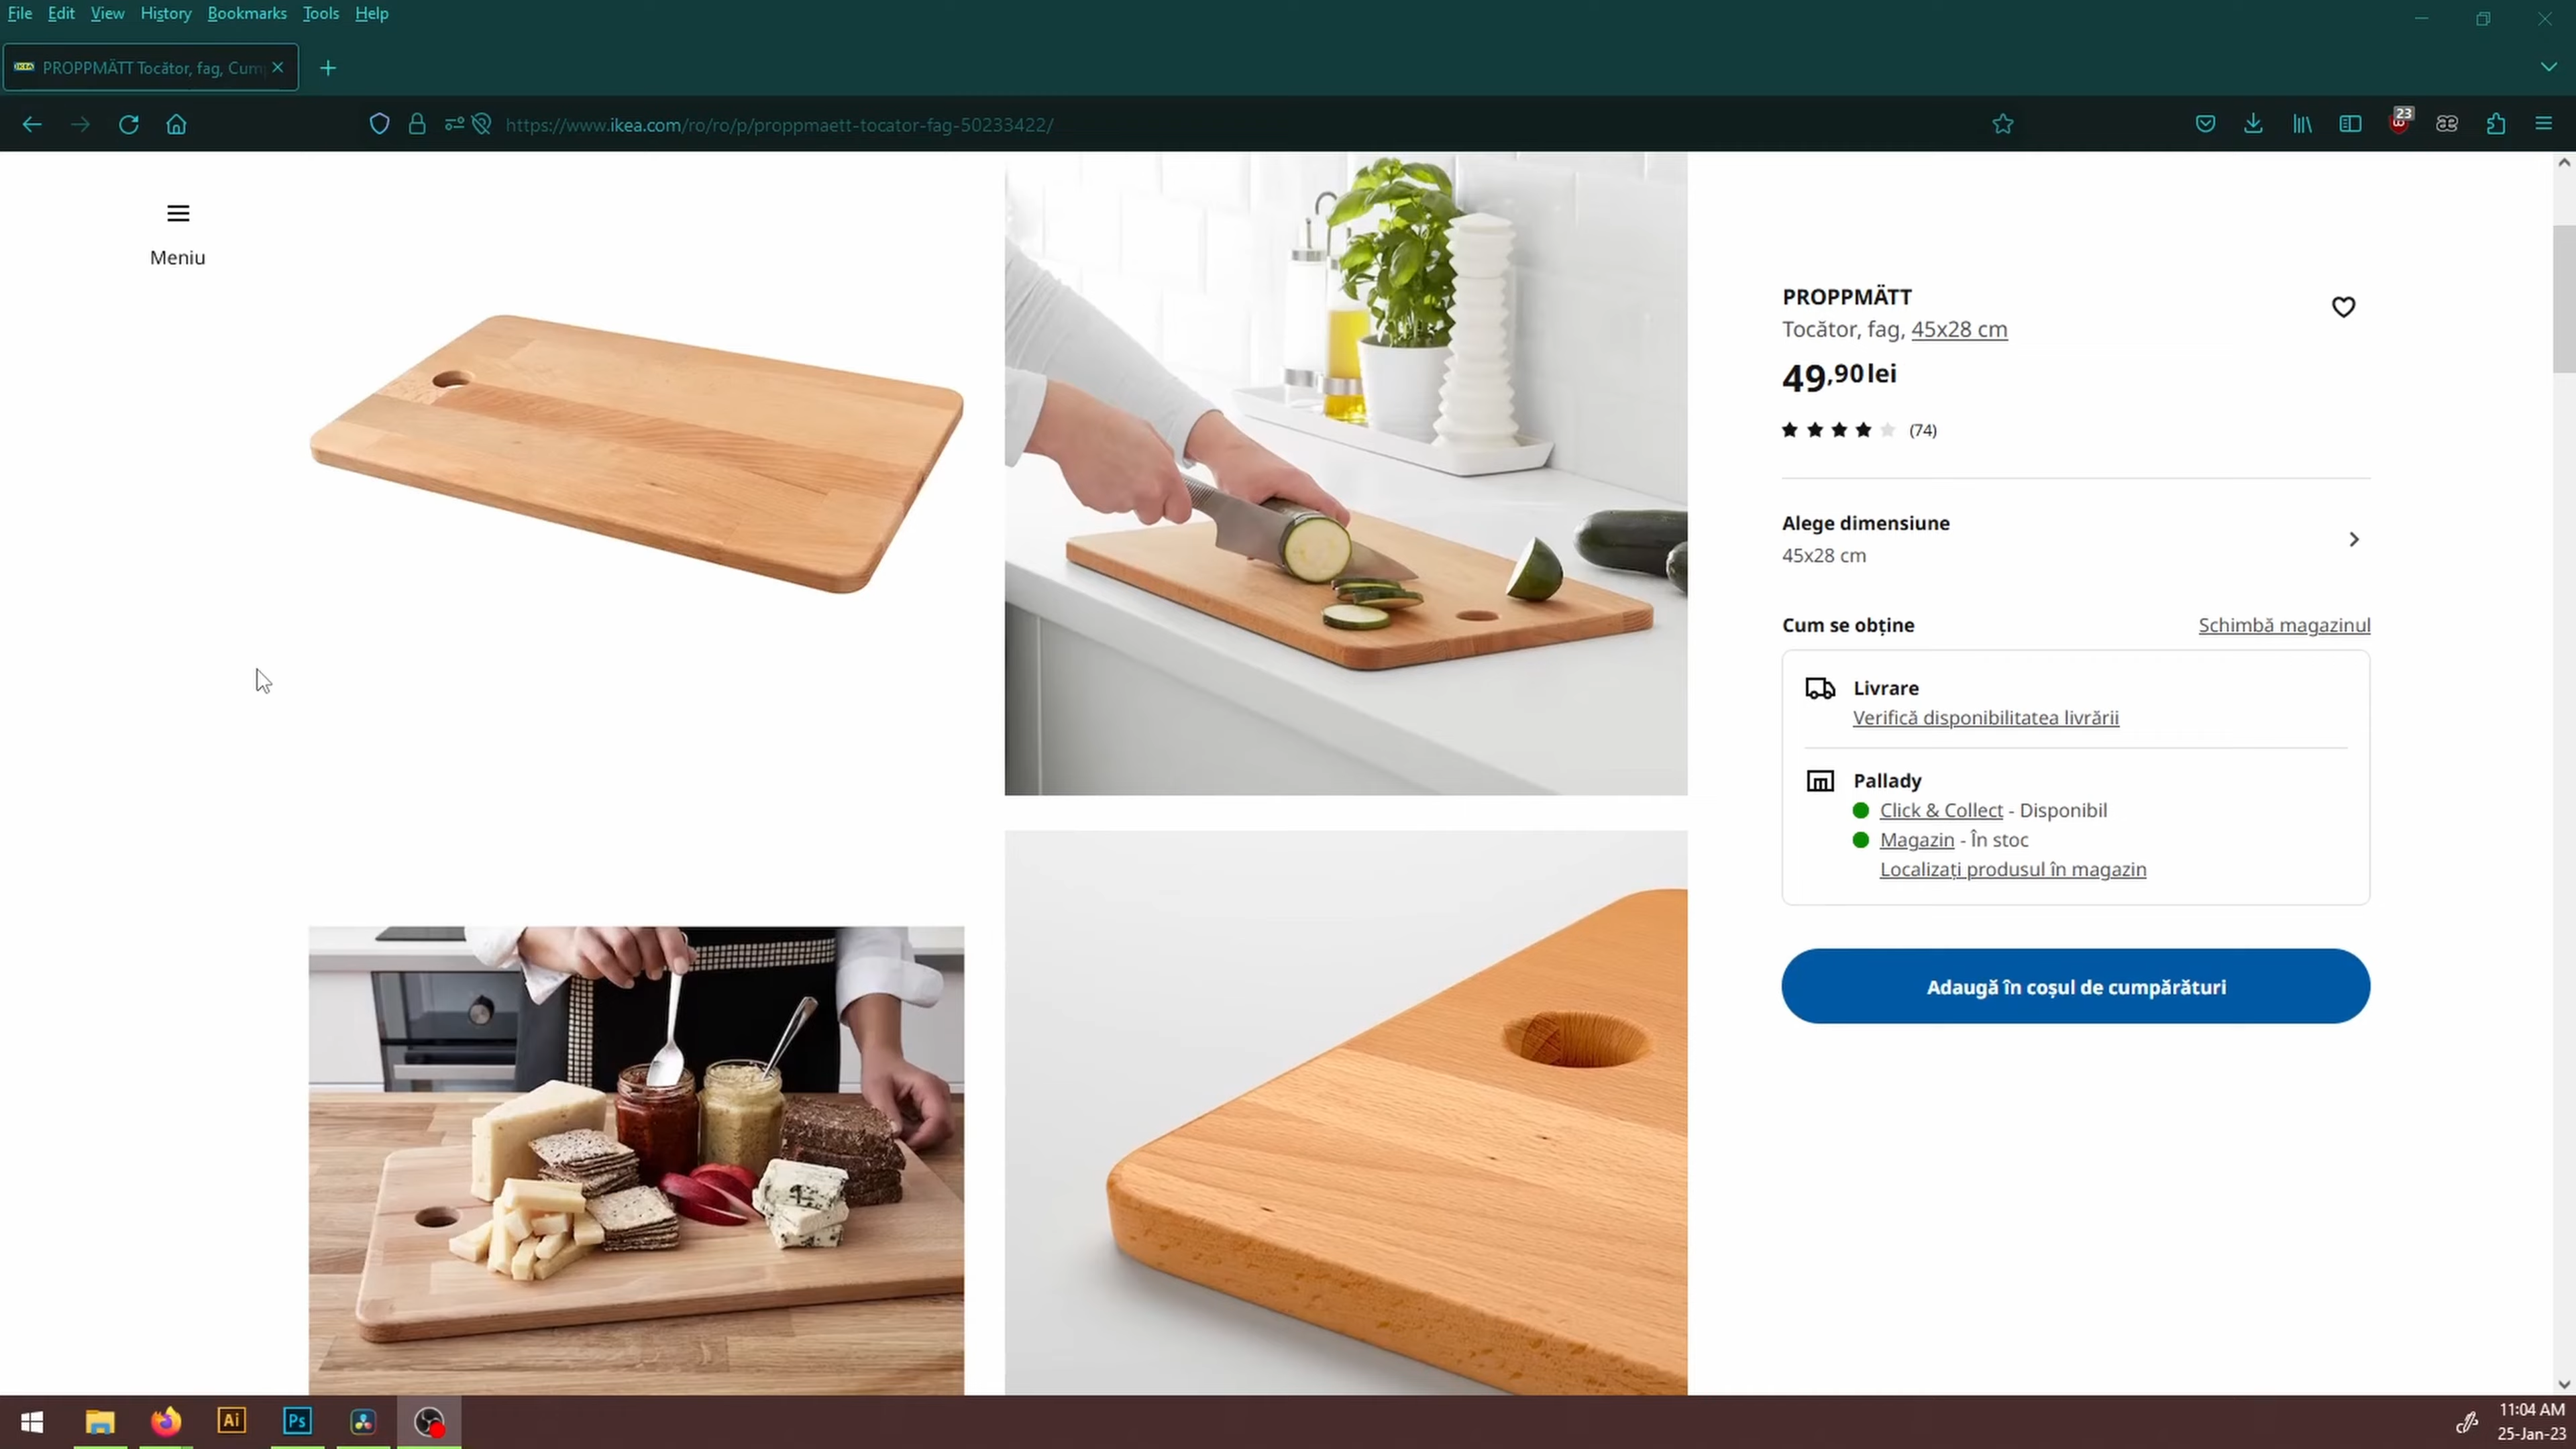 File Edit View History Bookmarks Tools Help
PROPPMÄTT Tocător, fag, Cum
https://www.ikea.com/ro/ro/p/proppmaett-tocator-fag-50233422/
23
Meniu
PROPPMÄTT
Tocător, fag, 45x28 cm
49,90 lei
(74)
Alege dimensiune
45x28 cm
Cum se obține Schimbă magazinul
Livrare
Verifică disponibilitatea livrării
Pallady
Click & Collect - Disponibil
Magazin - În stoc
Localizați produsul în magazin
Adaugă în coșul de cumpărături
Ai Ps
11:04 AM
25-Jan-23